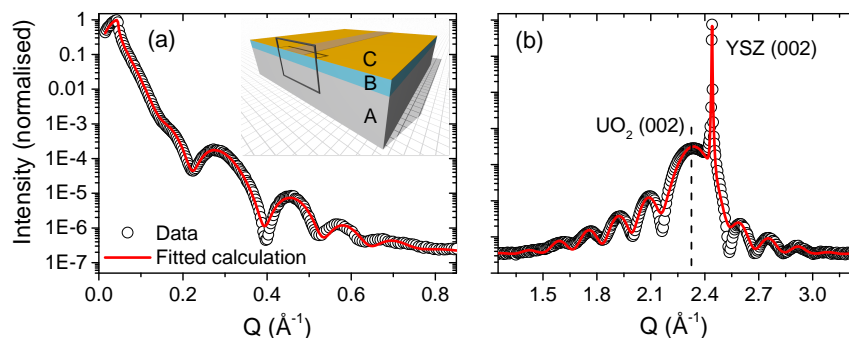 Intensity (normalised)
1
0.1
0.01
1E-3
1E-4
1E-5
1E-6
1E-7
(a)
C
B
A
Data
Fitted calculation
0.0 0.2 0.4 0.6 0.8
Q (Å⁻¹)
(b)
YSZ (002)
UO₂ (002)
1.5 1.8 2.1 2.4 2.7 3.0
Q (Å⁻¹)